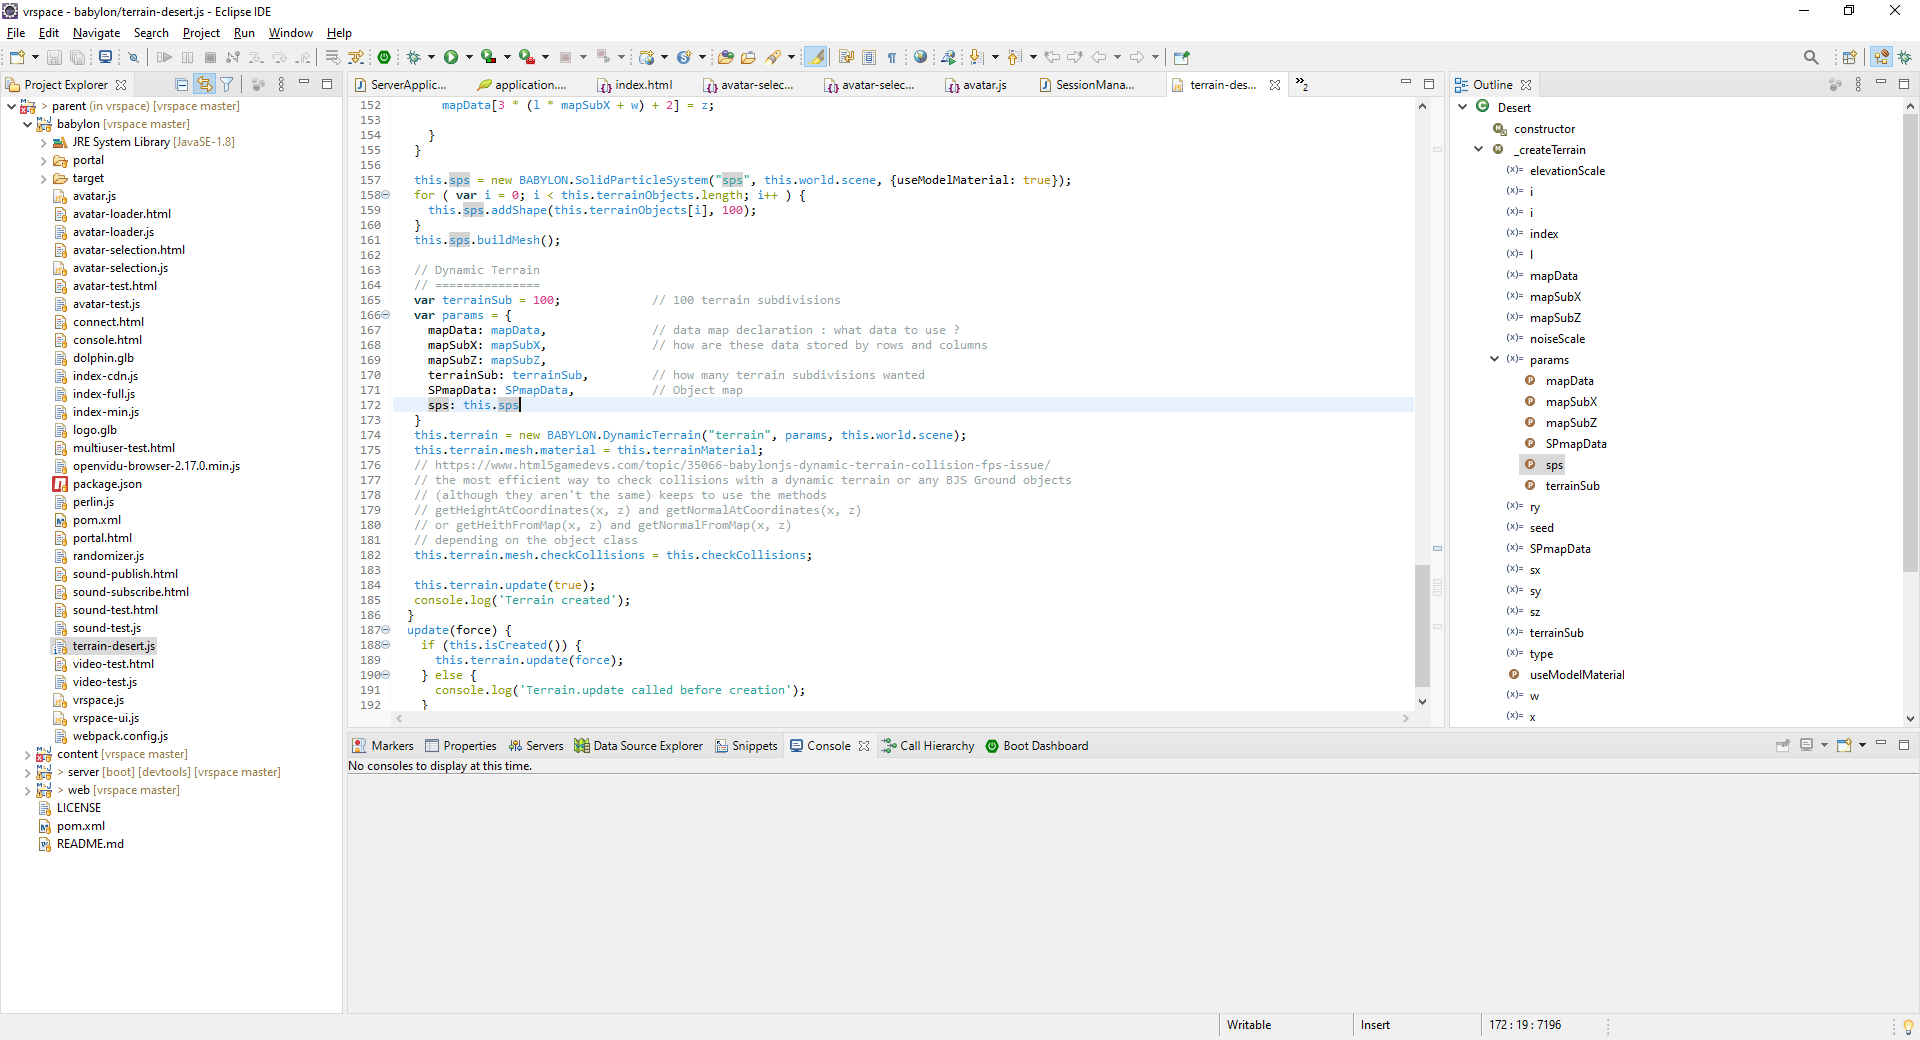 vrspace - babylon/terrain-desert.js - Eclipse IDE
File Edit Navigate Search Project Run Window Help
Project Explorer
> parent (in vrspace) [vrspace master]
babylon [vrspace master]
JRE System Library [JavaSE-1.8]
portal
target
avatar.js
avatar-loader.html
avatar-loader.js
avatar-selection.html
avatar-selection.js
avatar-test.html
avatar-test.js
connect.html
console.html
dolphin.glb
index-cdn.js
index-full.js
index-min.js
logo.glb
multiuser-test.html
openvidu-browser-2.17.0.min.js
package.json
perlin.js
pom.xml
portal.html
randomizer.js
sound-publish.html
sound-subscribe.html
sound-test.html
sound-test.js
terrain-desert.js
video-test.html
video-test.js
vrspace.js
vrspace-ui.js
webpack.config.js
content [vrspace master]
> server [boot] [devtools] [vrspace master]
> web [vrspace master]
LICENSE
pom.xml
README.md
ServerApplic... application.... index.html avatar-selec... avatar-selec... avatar.js SessionMana... terrain-des... »2
152 mapData[3 * (l * mapSubX + w) + 2] = z;
153
154 }
155 }
156
157 this.sps = new BABYLON.SolidParticleSystem("sps", this.world.scene, {useModelMaterial: true});
158 for ( var i = 0; i < this.terrainObjects.length; i++ ) {
159 this.sps.addShape(this.terrainObjects[i], 100);
160 }
161 this.sps.buildMesh();
162
163 // Dynamic Terrain
164 // ===============
165 var terrainSub = 100; // 100 terrain subdivisions
166 var params = {
167 mapData: mapData, // data map declaration : what data to use ?
168 mapSubX: mapSubX, // how are these data stored by rows and columns
169 mapSubZ: mapSubZ,
170 terrainSub: terrainSub, // how many terrain subdivisions wanted
171 SPmapData: SPmapData, // Object map
172 sps: this.sps
173 }
174 this.terrain = new BABYLON.DynamicTerrain("terrain", params, this.world.scene);
175 this.terrain.mesh.material = this.terrainMaterial;
176 // https://www.html5gamedevs.com/topic/35066-babylonjs-dynamic-terrain-collision-fps-issue/
177 // the most efficient way to check collisions with a dynamic terrain or any BJS Ground objects
178 // (although they aren't the same) keeps to use the methods
179 // getHeightAtCoordinates(x, z) and getNormalAtCoordinates(x, z)
180 // or getHeithFromMap(x, z) and getNormalFromMap(x, z)
181 // depending on the object class
182 this.terrain.mesh.checkCollisions = this.checkCollisions;
183
184 this.terrain.update(true);
185 console.log('Terrain created');
186 }
187 update(force) {
188 if (this.isCreated()) {
189 this.terrain.update(force);
190 } else {
191 console.log('Terrain.update called before creation');
192 }
Outline
Desert
constructor
_createTerrain
elevationScale
i
i
index
l
mapData
mapSubX
mapSubZ
noiseScale
params
mapData
mapSubX
mapSubZ
SPmapData
sps
terrainSub
ry
seed
SPmapData
sx
sy
sz
terrainSub
type
useModelMaterial
w
x
Markers Properties Servers Data Source Explorer Snippets Console Call Hierarchy Boot Dashboard
No consoles to display at this time.
Writable Insert 172 : 19 : 7196